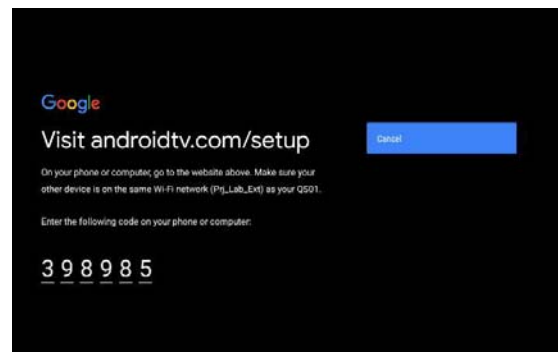 Google
Visit androidtv.com/setup
Cancel
On your phone or computer, go to the website above. Make sure your
other device is on the same Wi-Fi network (Prj_Lab_Ext) as your QS01.
Enter the following code on your phone or computer:
398985